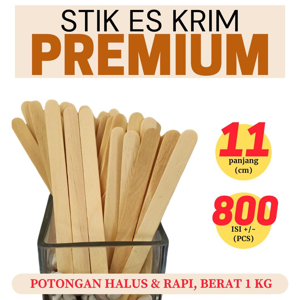 STIK ES KRIM
PREMIUM
11
panjang
(cm)
800
ISI +/-
(PCS)
POTONGAN HALUS & RAPI, BERAT 1 KG